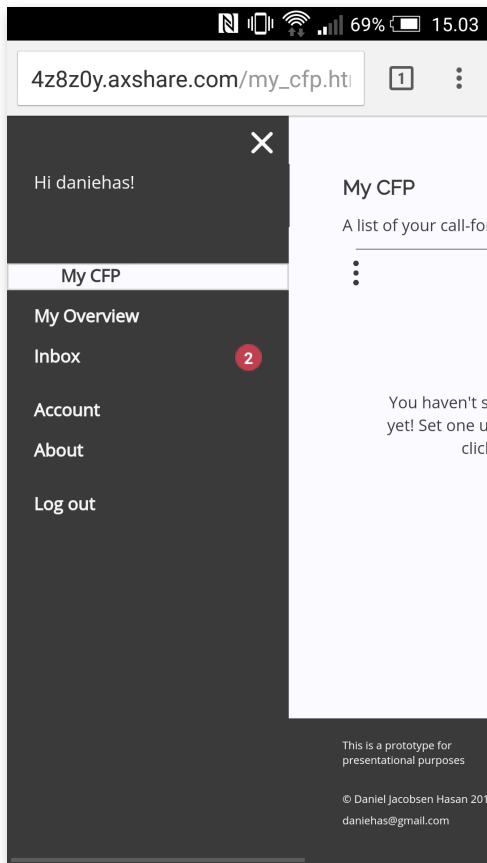 69% 15.03
4z8z0y.axshare.com/my_cfp.ht
1
Hi daniehas!
My CFP
My Overview
Inbox 2
Account
About
Log out
My CFP
A list of your call-fo
You haven't s
yet! Set one u
clic
This is a prototype for
presentational purposes
© Daniel Jacobsen Hasan 201
daniehas@gmail.com